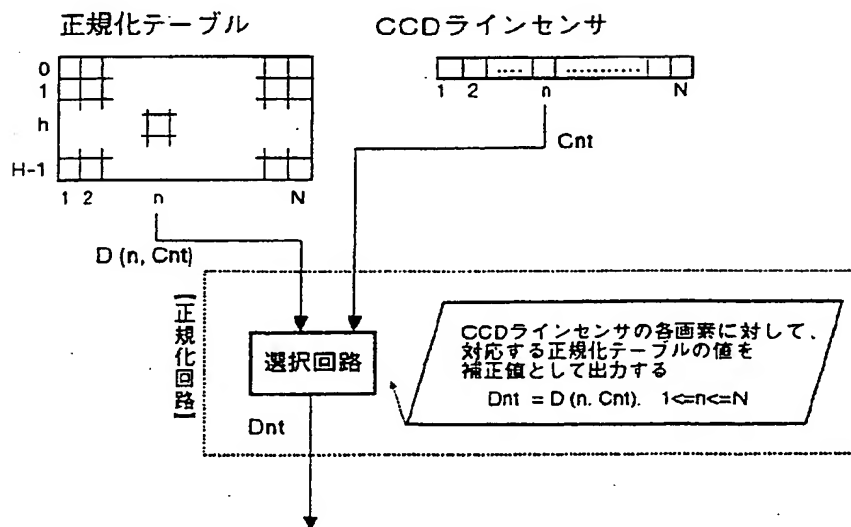 正規化テーブル
CCDラインセンサ
0
1
h
H-1
1 2 n N
1 2 .... n ........... N
Cnt
D (n, Cnt)
【正規化回路】
選択回路
CCDラインセンサの各画素に対して、
対応する正規化テーブルの値を
補正値として出力する
Dnt = D (n. Cnt). 1<=n<=N
Dnt